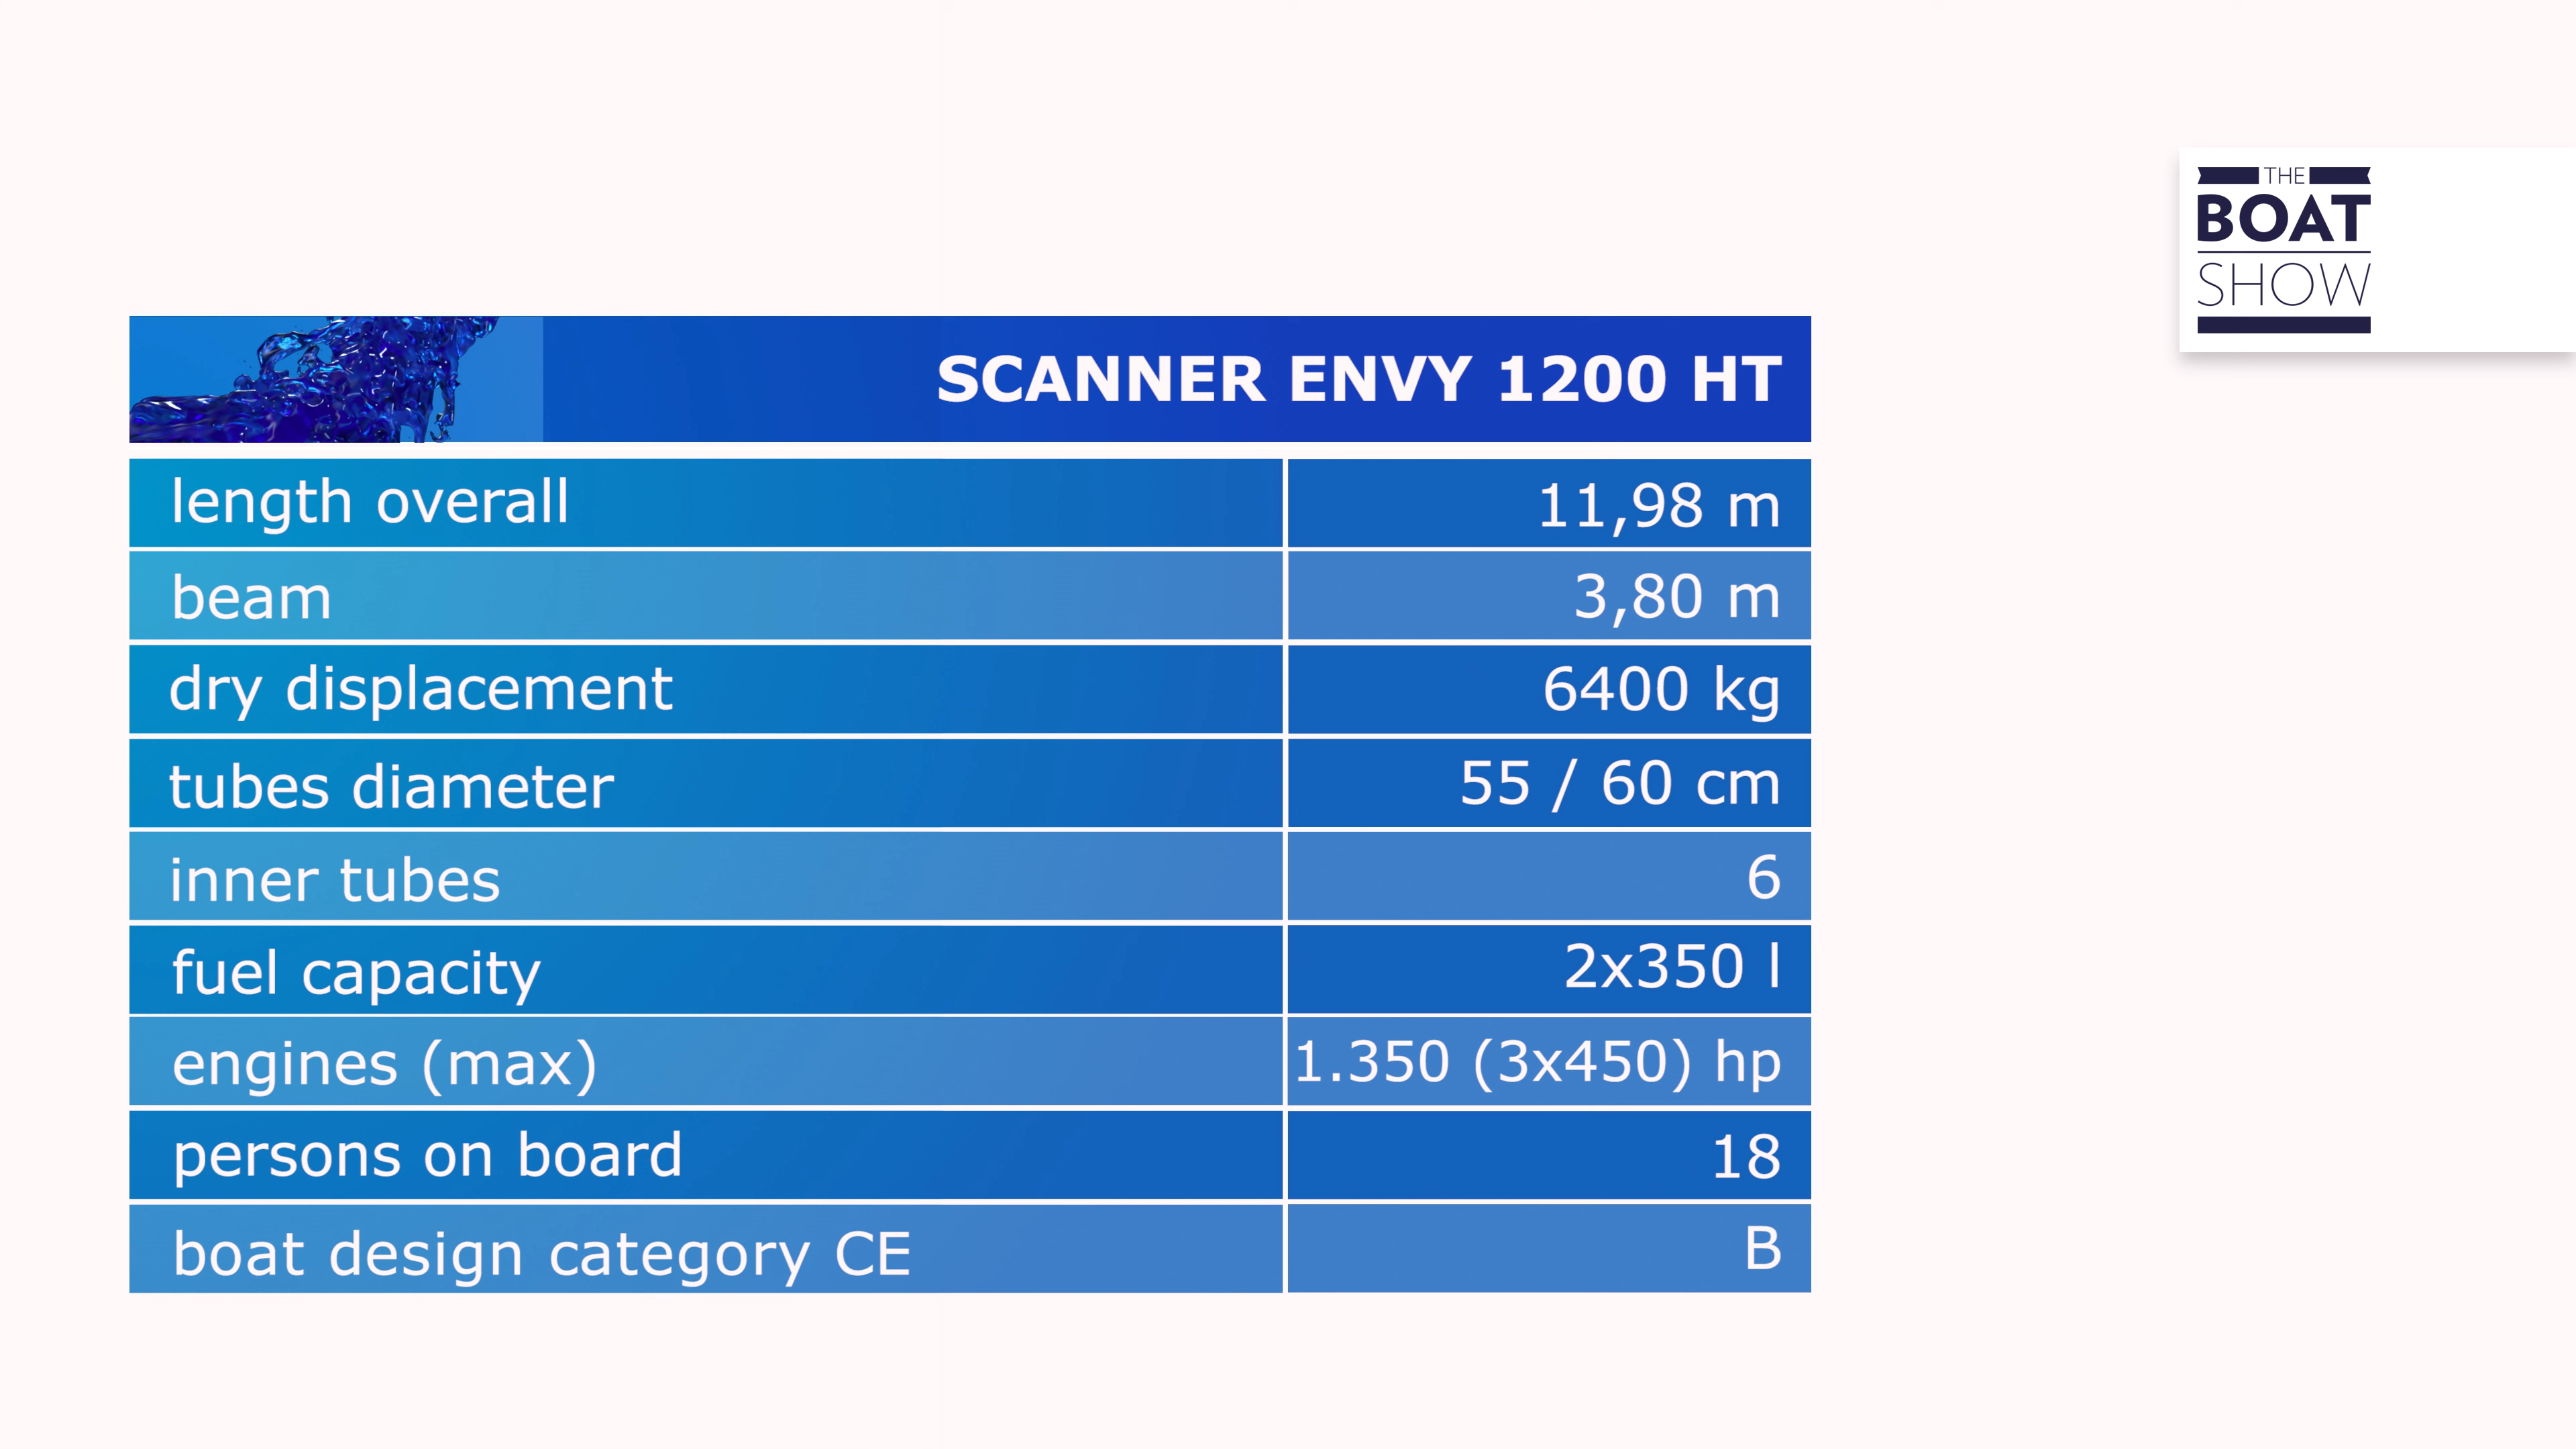 THE
BOAT
SHOW
SCANNER ENVY 1200 HT
length overall 11,98 m
beam 3,80 m
dry displacement 6400 kg
tubes diameter 55 / 60 cm
inner tubes 6
fuel capacity 2x350 l
engines (max) 1.350 (3x450) hp
persons on board 18
boat design category CE B